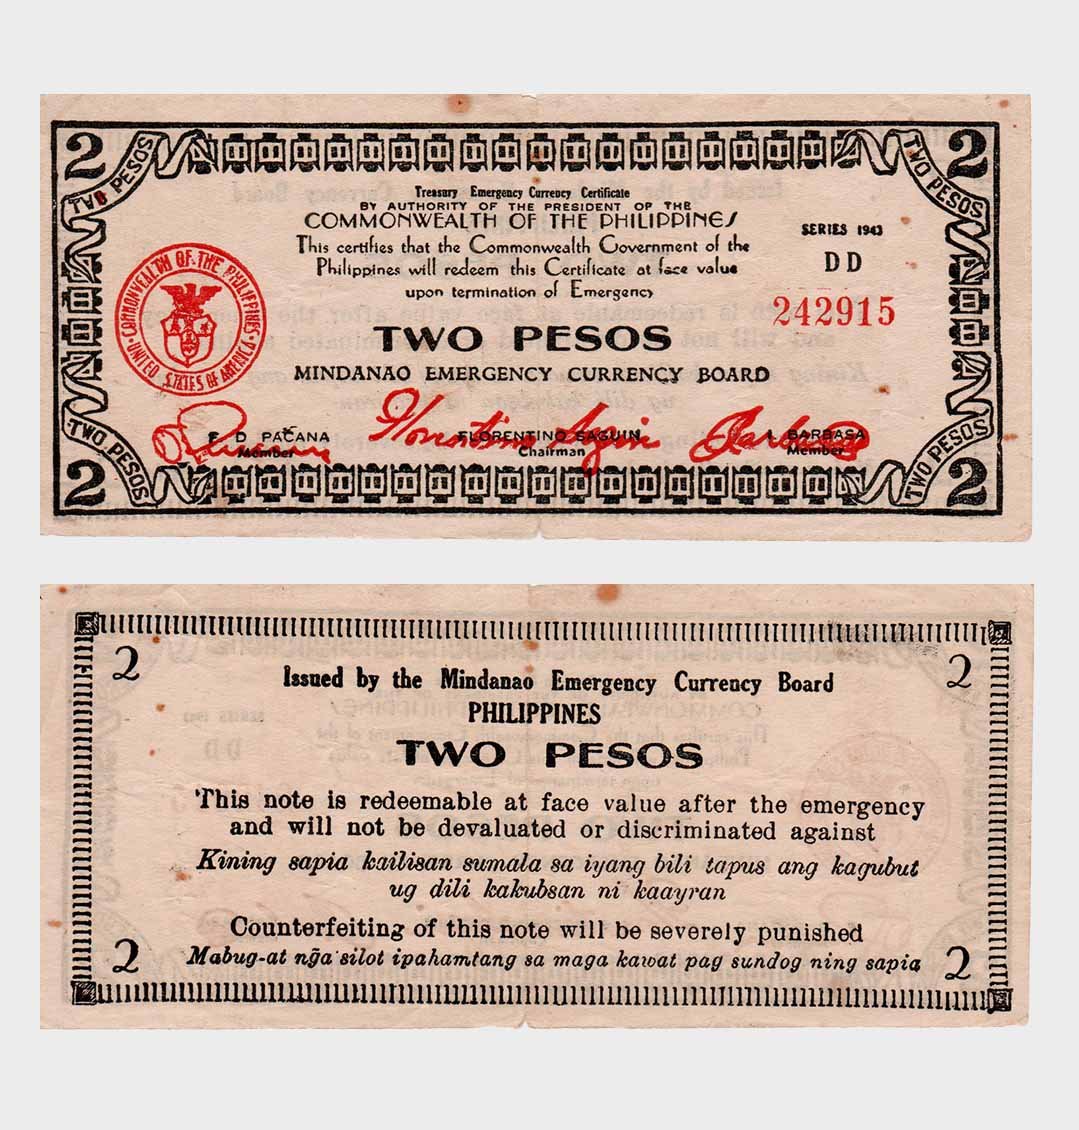 2
TWO PESOS
2
TWO PESOS
Treasury Emergency Currency Certificate
BY AUTHORITY OF THE PRESIDENT OF THE
COMMONWEALTH OF THE PHILIPPINES
This certifies that the Commonwealth Government of the
Philippines will redeem this Certificate at face value
upon termination of Emergency
SERIES 1943
DD
242915
COMMONWEALTH OF THE PHILIPPINES
UNITED STATES OF AMERICA
TWO PESOS
MINDANAO EMERGENCY CURRENCY BOARD
F D PACANA
Member
Florentino Saguin
FLORENTINO SAGUIN
Chairman
I. BARBASA
Member
TWO PESOS
2
TWO PESOS
2
2
2
Issued by the Mindanao Emergency Currency Board
PHILIPPINES
TWO PESOS
This note is redeemable at face value after the emergency
and will not be devaluated or discriminated against
Kining sapia kailisan sumala sa iyang bili tapus ang kagubut
ug dili kakubsan ni kaayran
Counterfeiting of this note will be severely punished
Mabug-at nga silot ipahamtang sa maga kawat pag sundog ning sapia
2
2